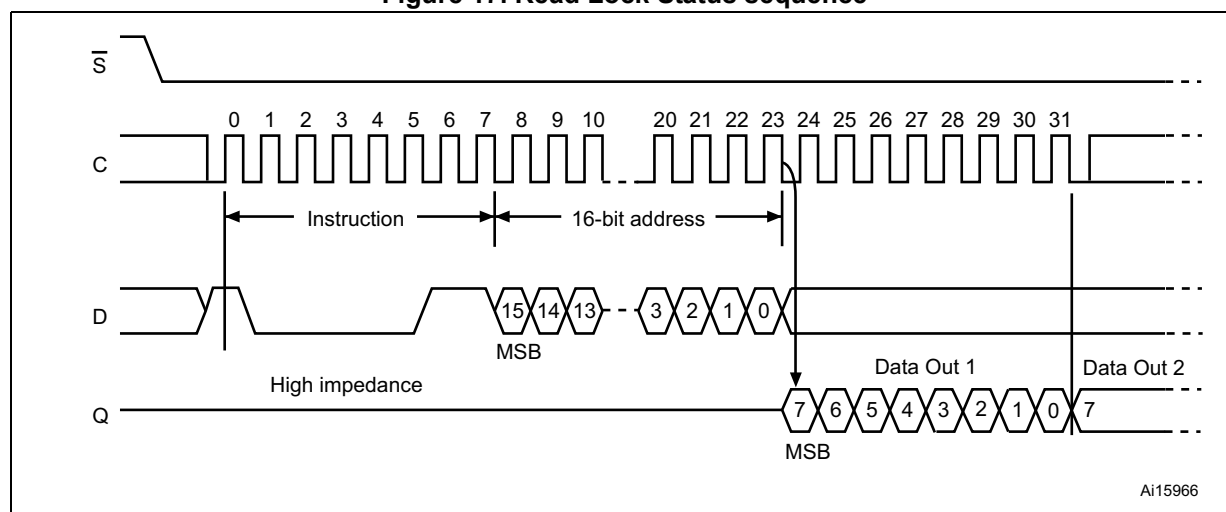 Figure 17. Read Lock Status sequence
S
0 1 2 3 4 5 6 7 8 9 10 20 21 22 23 24 25 26 27 28 29 30 31
C
Instruction 16-bit address
D 15 14 13 3 2 1 0
MSB
High impedance Data Out 1 Data Out 2
Q 7 6 5 4 3 2 1 0 7
MSB
Ai15966